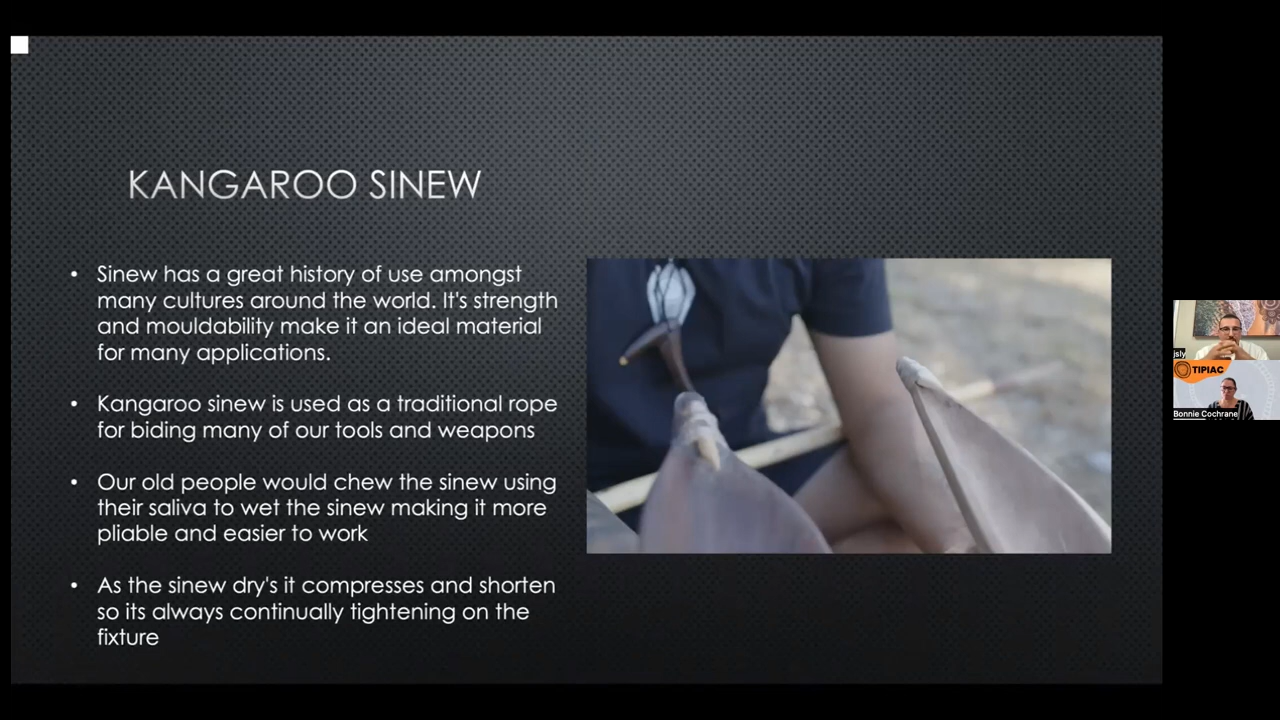 KANGAROO SINEW
• Sinew has a great history of use amongst
many cultures around the world. It's strength
and mouldability make it an ideal material
for many applications.
• Kangaroo sinew is used as a traditional rope
for biding many of our tools and weapons
• Our old people would chew the sinew using
their saliva to wet the sinew making it more
pliable and easier to work
• As the sinew dry's it compresses and shorten
so its always continually tightening on the
fixture
jsly
TIPIAC
Bonnie Cochrane